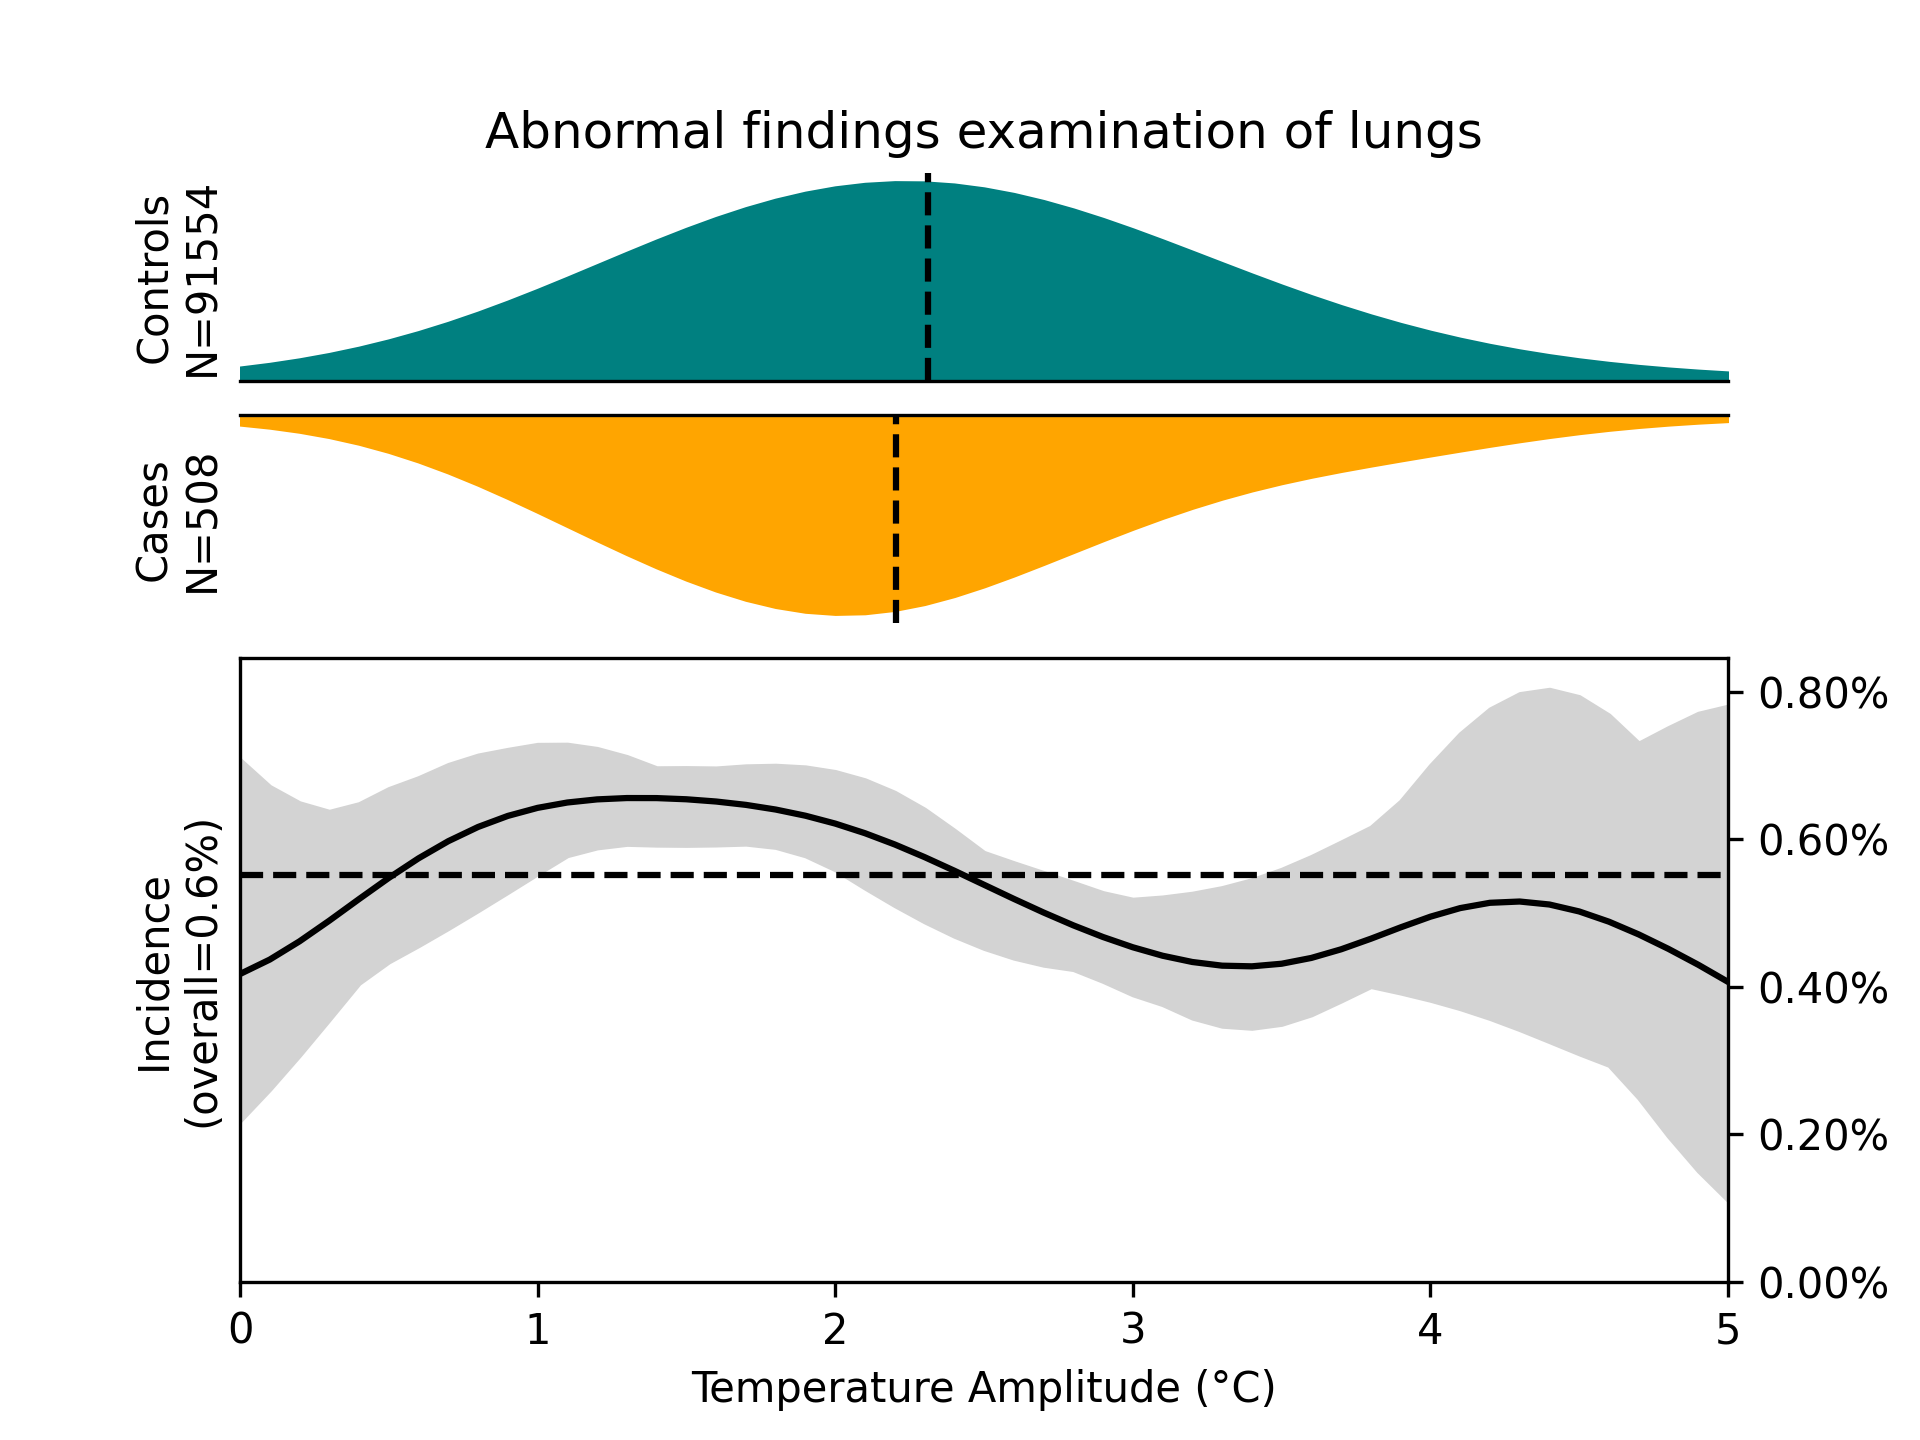 Abnormal findings examination of lungs
Controls
N=91554
Cases
N=508
Incidence
(overall=0.6%)
0.80%
0.60%
0.40%
0.20%
0.00%
0 1 2 3 4 5
Temperature Amplitude (°C)